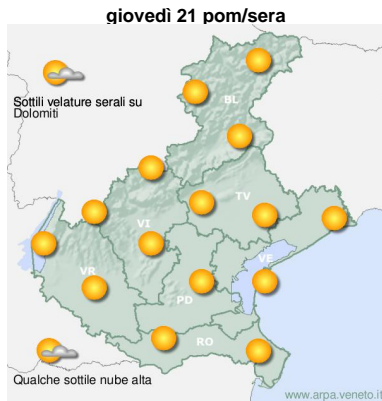 giovedì 21 pom/sera
Sottili velature serali su
Dolomiti
BL
TV
VI
VE
VR
PD
RO
Qualche sottile nube alta
www.arpa.veneto.it